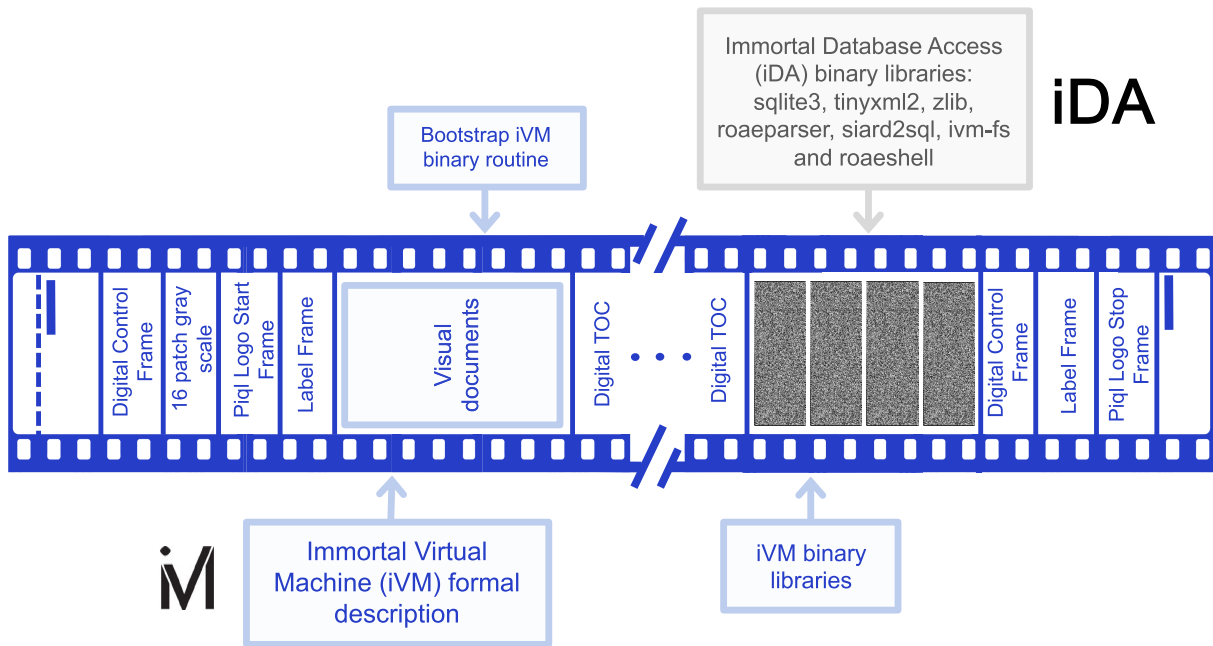 Immortal Database Access
(iDA) binary libraries:
sqlite3, tinyxml2, zlib,
roaeparser, siard2sql, ivm-fs
and roaeshell
iDA
Bootstrap iVM
binary routine
Digital Control
Frame
16 patch gray
scale
Piql Logo Start
Frame
Label Frame
Visual
documents
Digital TOC
...
Digital TOC
Digital Control
Frame
Label Frame
Piql Logo Stop
Frame
iVM
Immortal Virtual
Machine (iVM) formal
description
iVM binary
libraries